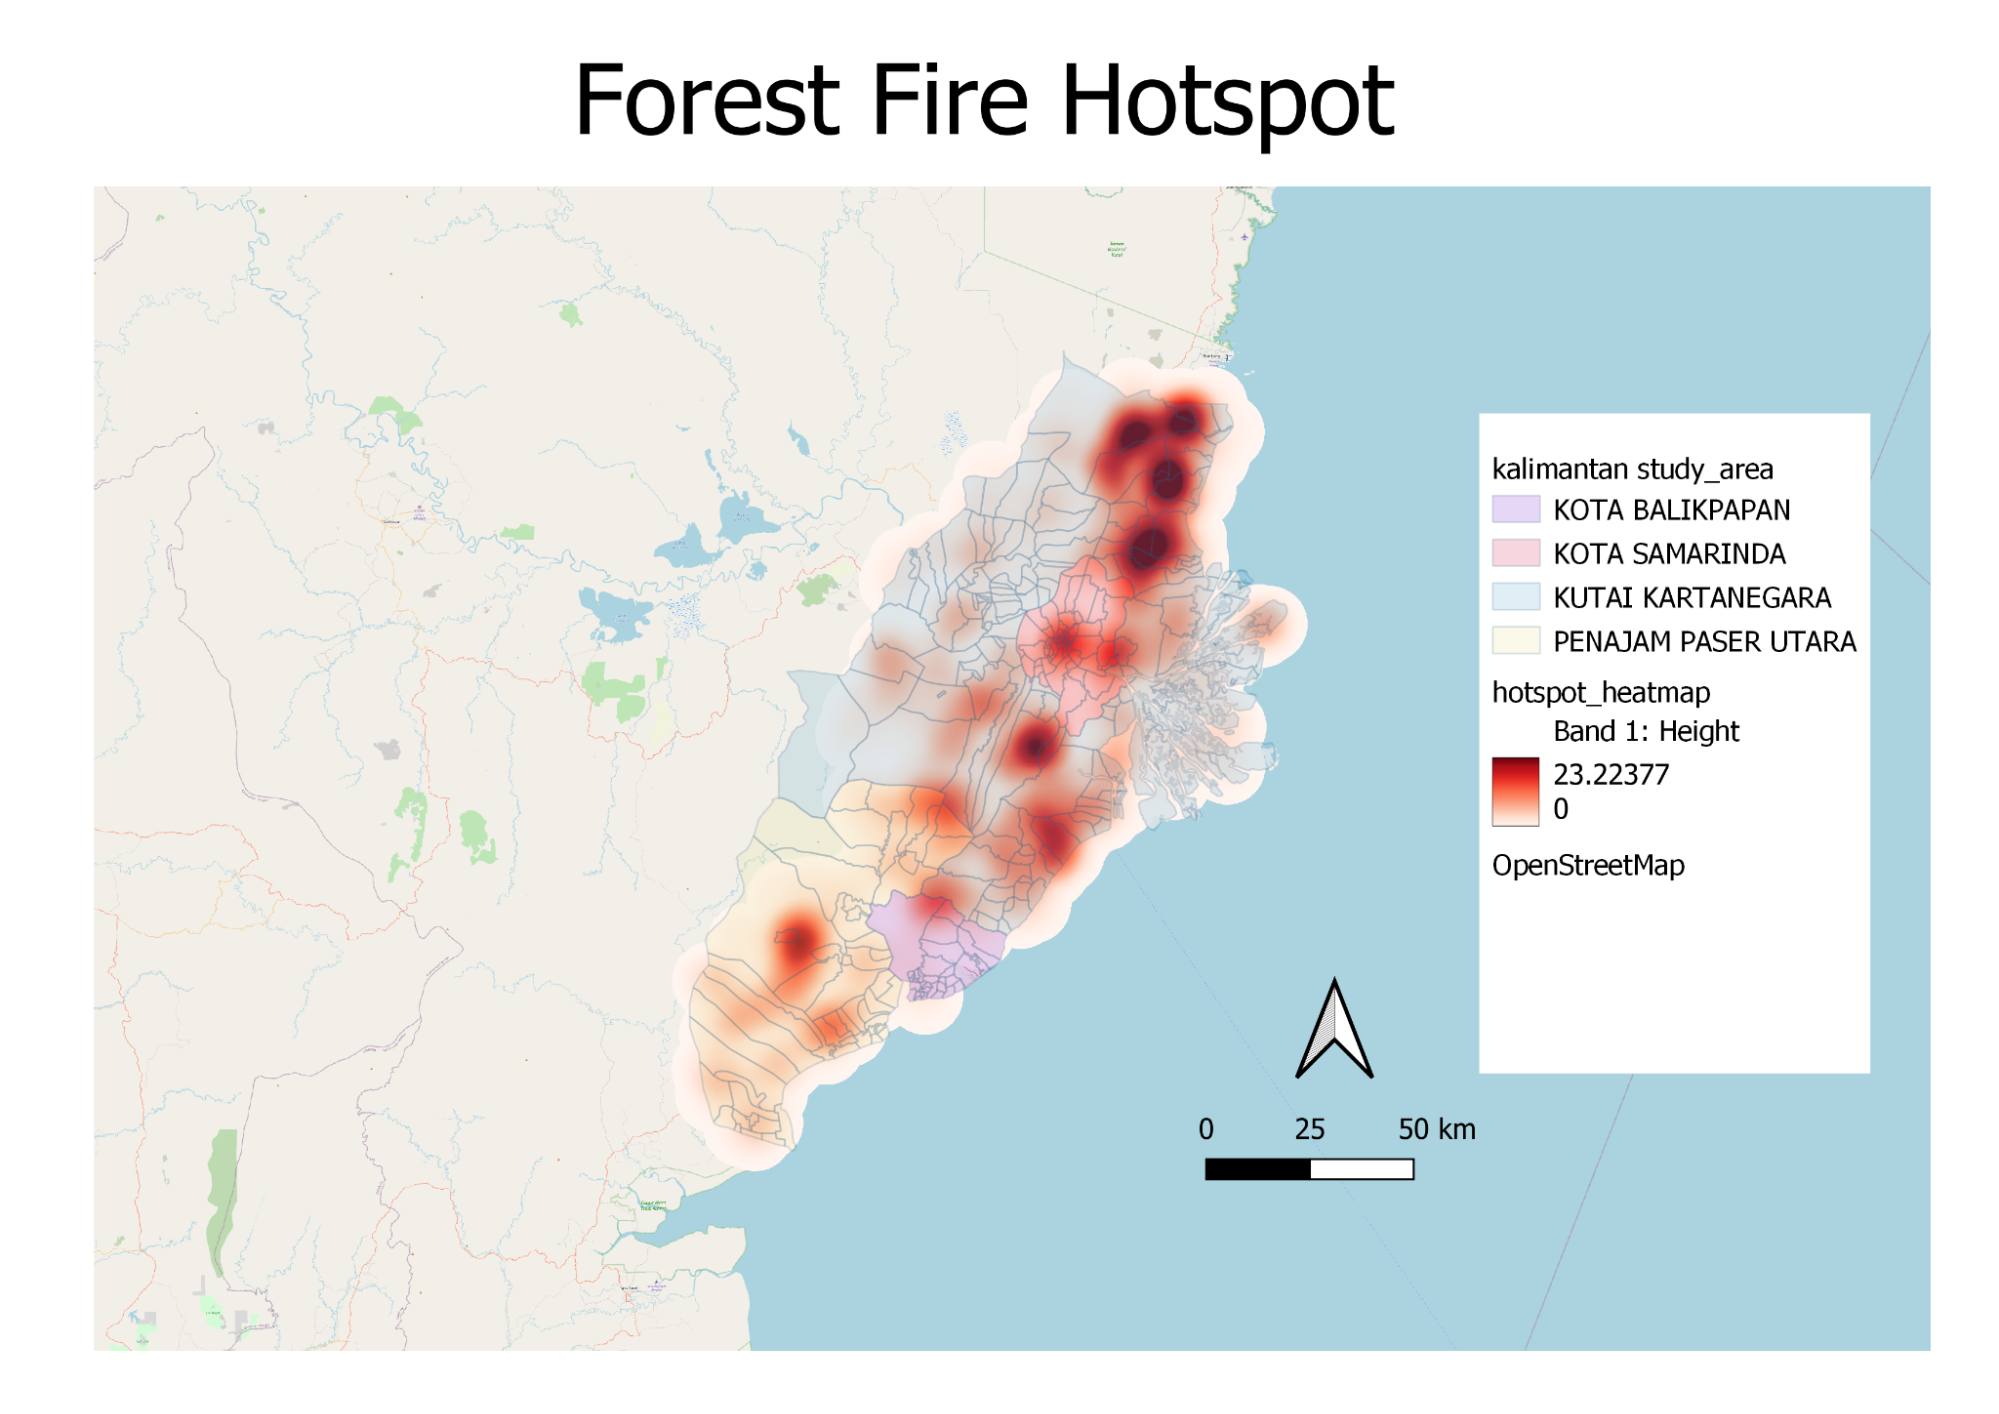 Forest Fire Hotspot
kalimantan study_area
KOTA BALIKPAPAN
KOTA SAMARINDA
KUTAI KARTANEGARA
PENAJAM PASER UTARA
hotspot_heatmap
Band 1: Height
23.22377
0
OpenStreetMap
0 25 50 km